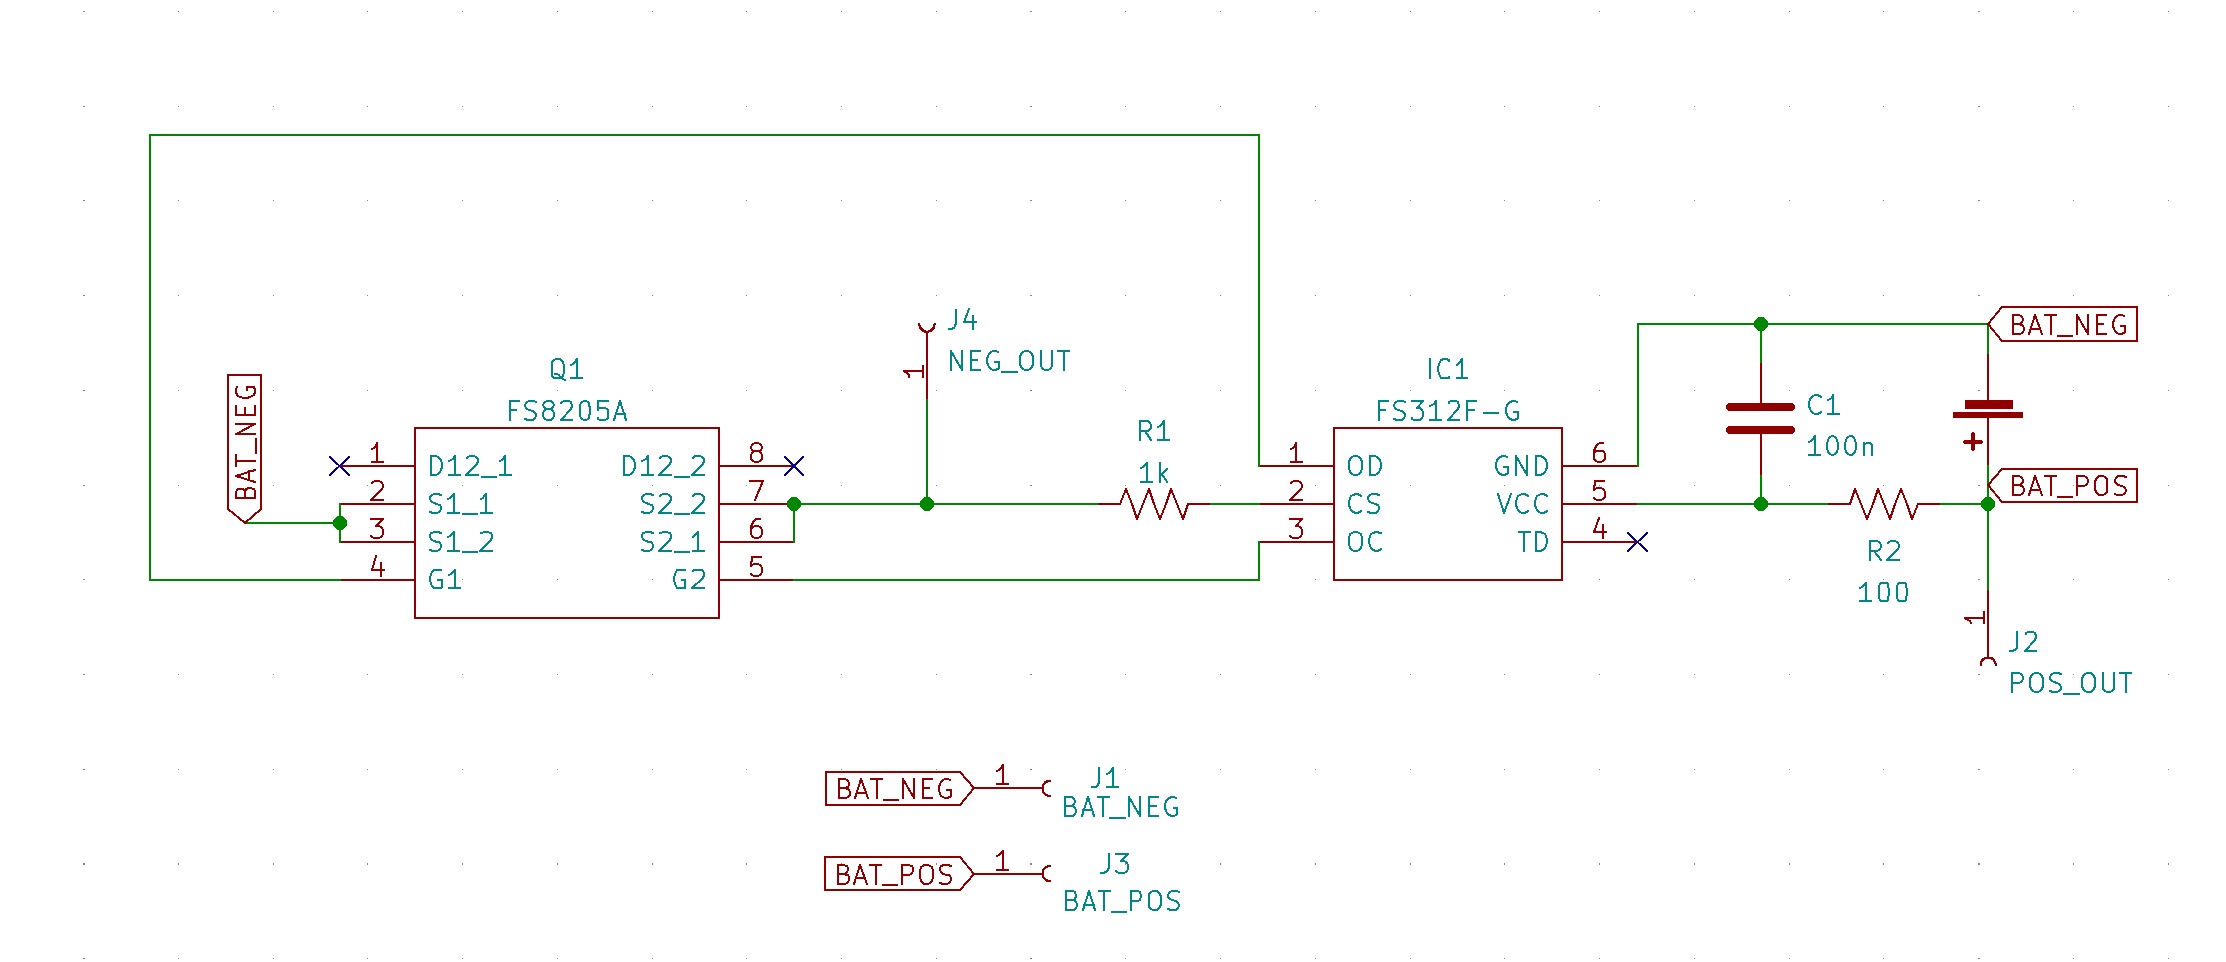 J4
NEG_OUT
1
BAT_NEG
Q1
FS8205A
1
D12_1
2
S1_1
3
S1_2
4
G1
8
D12_2
7
S2_2
6
S2_1
5
G2
R1
1k
IC1
FS312F-G
1
OD
2
CS
3
OC
6
GND
5
VCC
4
TD
C1
100n
R2
100
BAT_NEG
+
BAT_POS
1
J2
POS_OUT
BAT_NEG
1
J1
BAT_NEG
BAT_POS
1
J3
BAT_POS